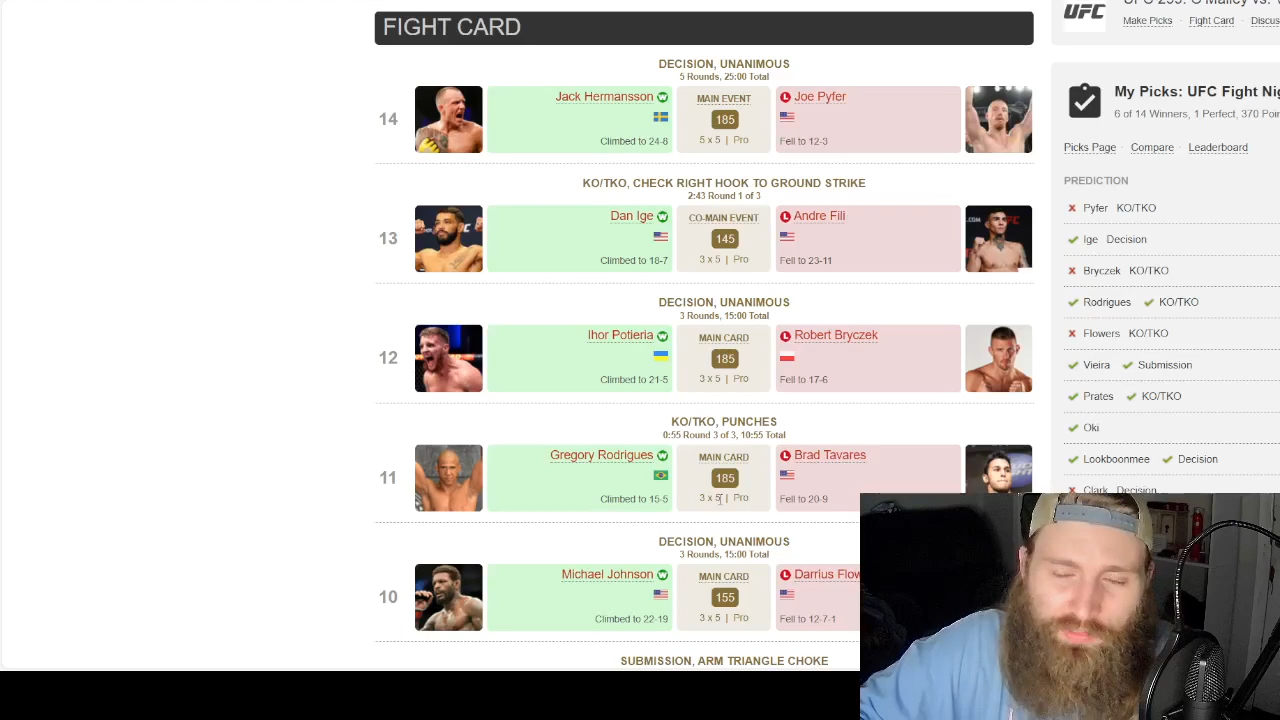 FIGHT CARD
DECISION, UNANIMOUS
5 Rounds, 25:00 Total
14
Jack Hermansson W
Climbed to 24-8
MAIN EVENT
185
5 x 5 | Pro
L Joe Pyfer
Fell to 12-3
KO/TKO, CHECK RIGHT HOOK TO GROUND STRIKE
2:43 Round 1 of 3
13
Dan Ige W
Climbed to 18-7
CO-MAIN EVENT
145
3 x 5 | Pro
L Andre Fili
Fell to 23-11
DECISION, UNANIMOUS
3 Rounds, 15:00 Total
12
Ihor Potieria W
Climbed to 21-5
MAIN CARD
185
3 x 5 | Pro
L Robert Bryczek
Fell to 17-6
KO/TKO, PUNCHES
0:55 Round 3 of 3, 10:55 Total
11
Gregory Rodrigues W
Climbed to 15-5
MAIN CARD
185
3 x 5 | Pro
L Brad Tavares
Fell to 20-9
DECISION, UNANIMOUS
3 Rounds, 15:00 Total
10
Michael Johnson W
Climbed to 22-19
MAIN CARD
155
3 x 5 | Pro
L Darrius Flow
Fell to 12-7-1
SUBMISSION, ARM TRIANGLE CHOKE
UFC
Make Picks · Fight Card · Discus
My Picks: UFC Fight Nig
6 of 14 Winners, 1 Perfect, 370 Poin
Picks Page · Compare · Leaderboard
PREDICTION
Pyfer KO/TKO
Ige Decision
Bryczek KO/TKO
Rodrigues KO/TKO
Flowers KO/TKO
Vieira Submission
Prates KO/TKO
Oki
Lookboonmee Decision
Clark Decision